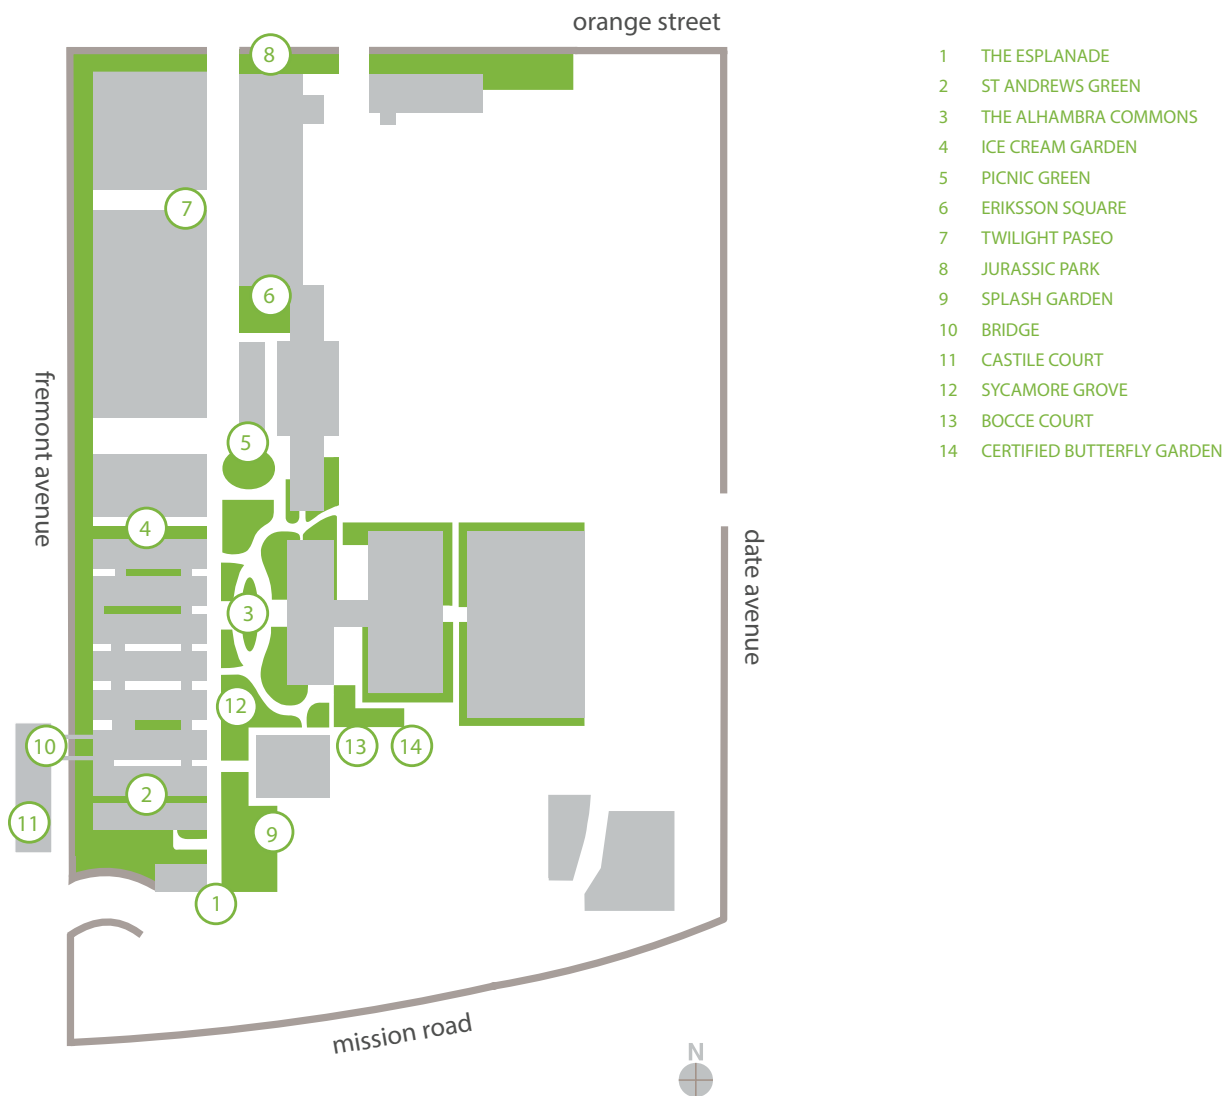 orange street
8
7
6
5
4
3
12
10
13
14
2
11
9
1
fremont avenue
date avenue
mission road
N
1 THE ESPLANADE
2 ST ANDREWS GREEN
3 THE ALHAMBRA COMMONS
4 ICE CREAM GARDEN
5 PICNIC GREEN
6 ERIKSSON SQUARE
7 TWILIGHT PASEO
8 JURASSIC PARK
9 SPLASH GARDEN
10 BRIDGE
11 CASTILE COURT
12 SYCAMORE GROVE
13 BOCCE COURT
14 CERTIFIED BUTTERFLY GARDEN